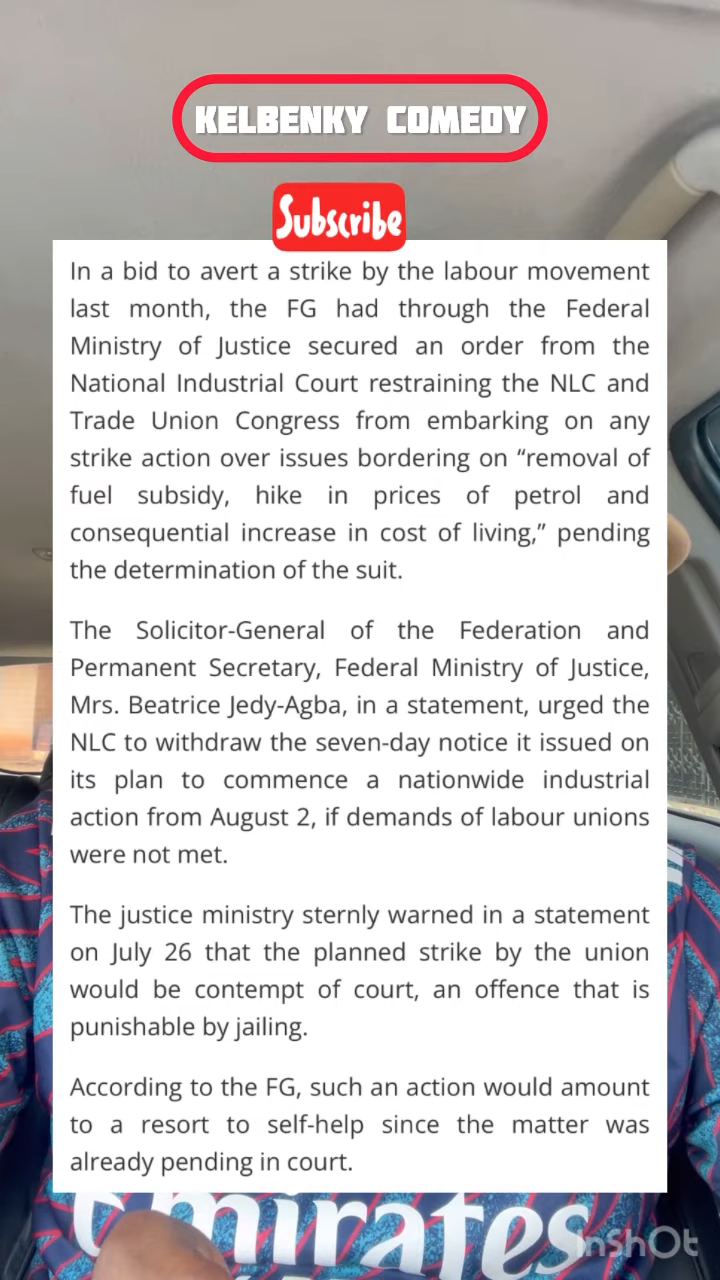 KELBENKY COMEDY
Subscribe
In a bid to avert a strike by the labour movement
last month, the FG had through the Federal
Ministry of Justice secured an order from the
National Industrial Court restraining the NLC and
Trade Union Congress from embarking on any
strike action over issues bordering on “removal of
fuel subsidy, hike in prices of petrol and
consequential increase in cost of living,” pending
the determination of the suit.
The Solicitor-General of the Federation and
Permanent Secretary, Federal Ministry of Justice,
Mrs. Beatrice Jedy-Agba, in a statement, urged the
NLC to withdraw the seven-day notice it issued on
its plan to commence a nationwide industrial
action from August 2, if demands of labour unions
were not met.
The justice ministry sternly warned in a statement
on July 26 that the planned strike by the union
would be contempt of court, an offence that is
punishable by jailing.
According to the FG, such an action would amount
to a resort to self-help since the matter was
already pending in court.
Emirates
InShOt